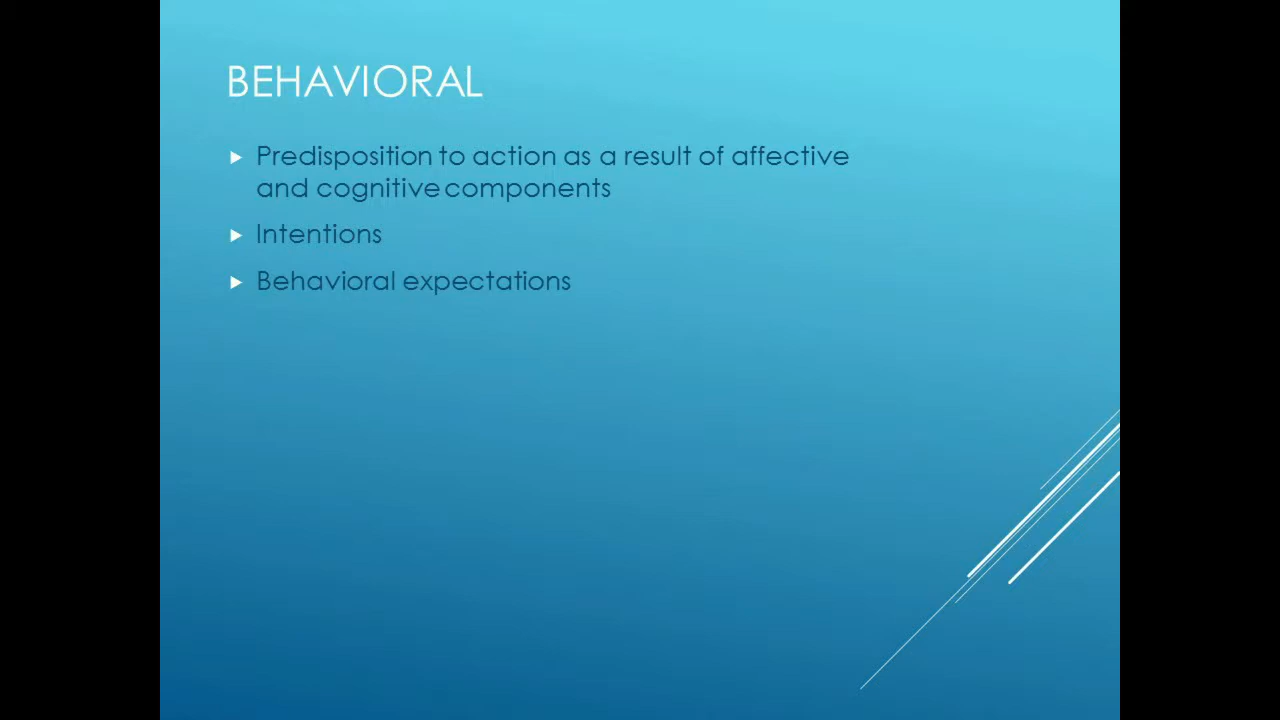 BEHAVIORAL
Predisposition to action as a result of affective
and cognitive components
Intentions
Behavioral expectations